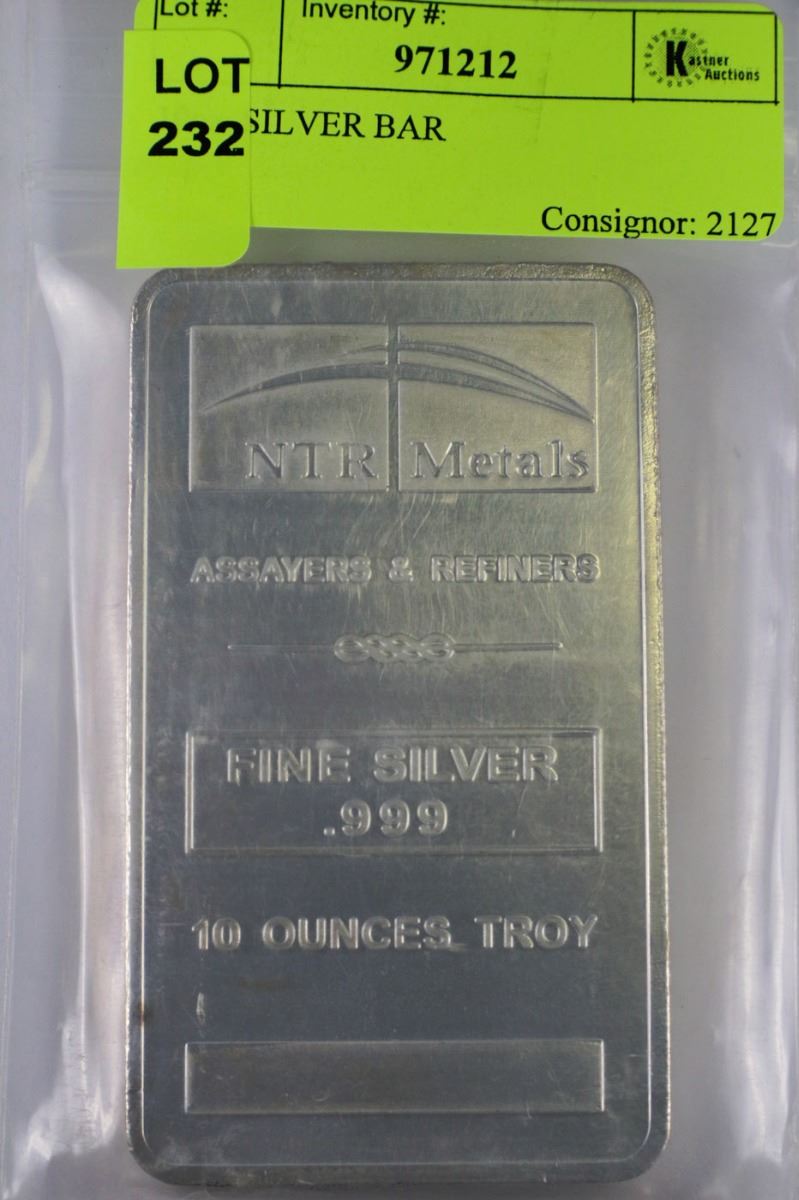 Lot #:
Inventory #:
971212
Kastner
Auctions
LOT
232
SILVER BAR
Consignor: 2127
NTR Metals
ASSAYERS & REFINERS
FINE SILVER
.999
10 OUNCES TROY